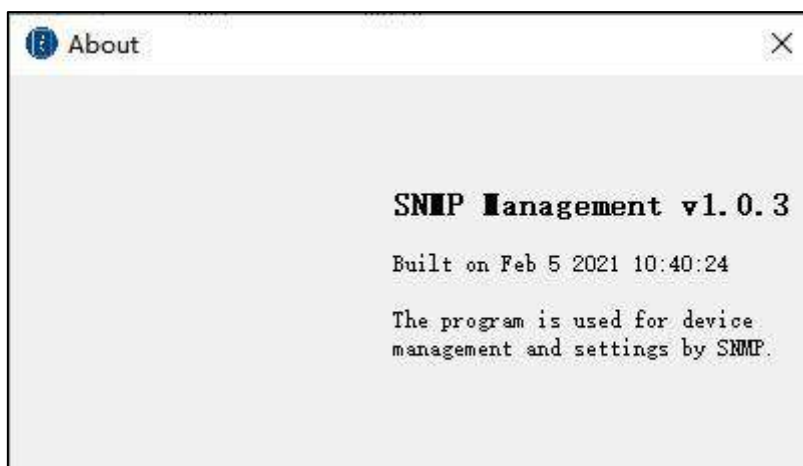 About
SNMP Management v1.0.3
Built on Feb 5 2021 10:40:24
The program is used for device
management and settings by SNMP.